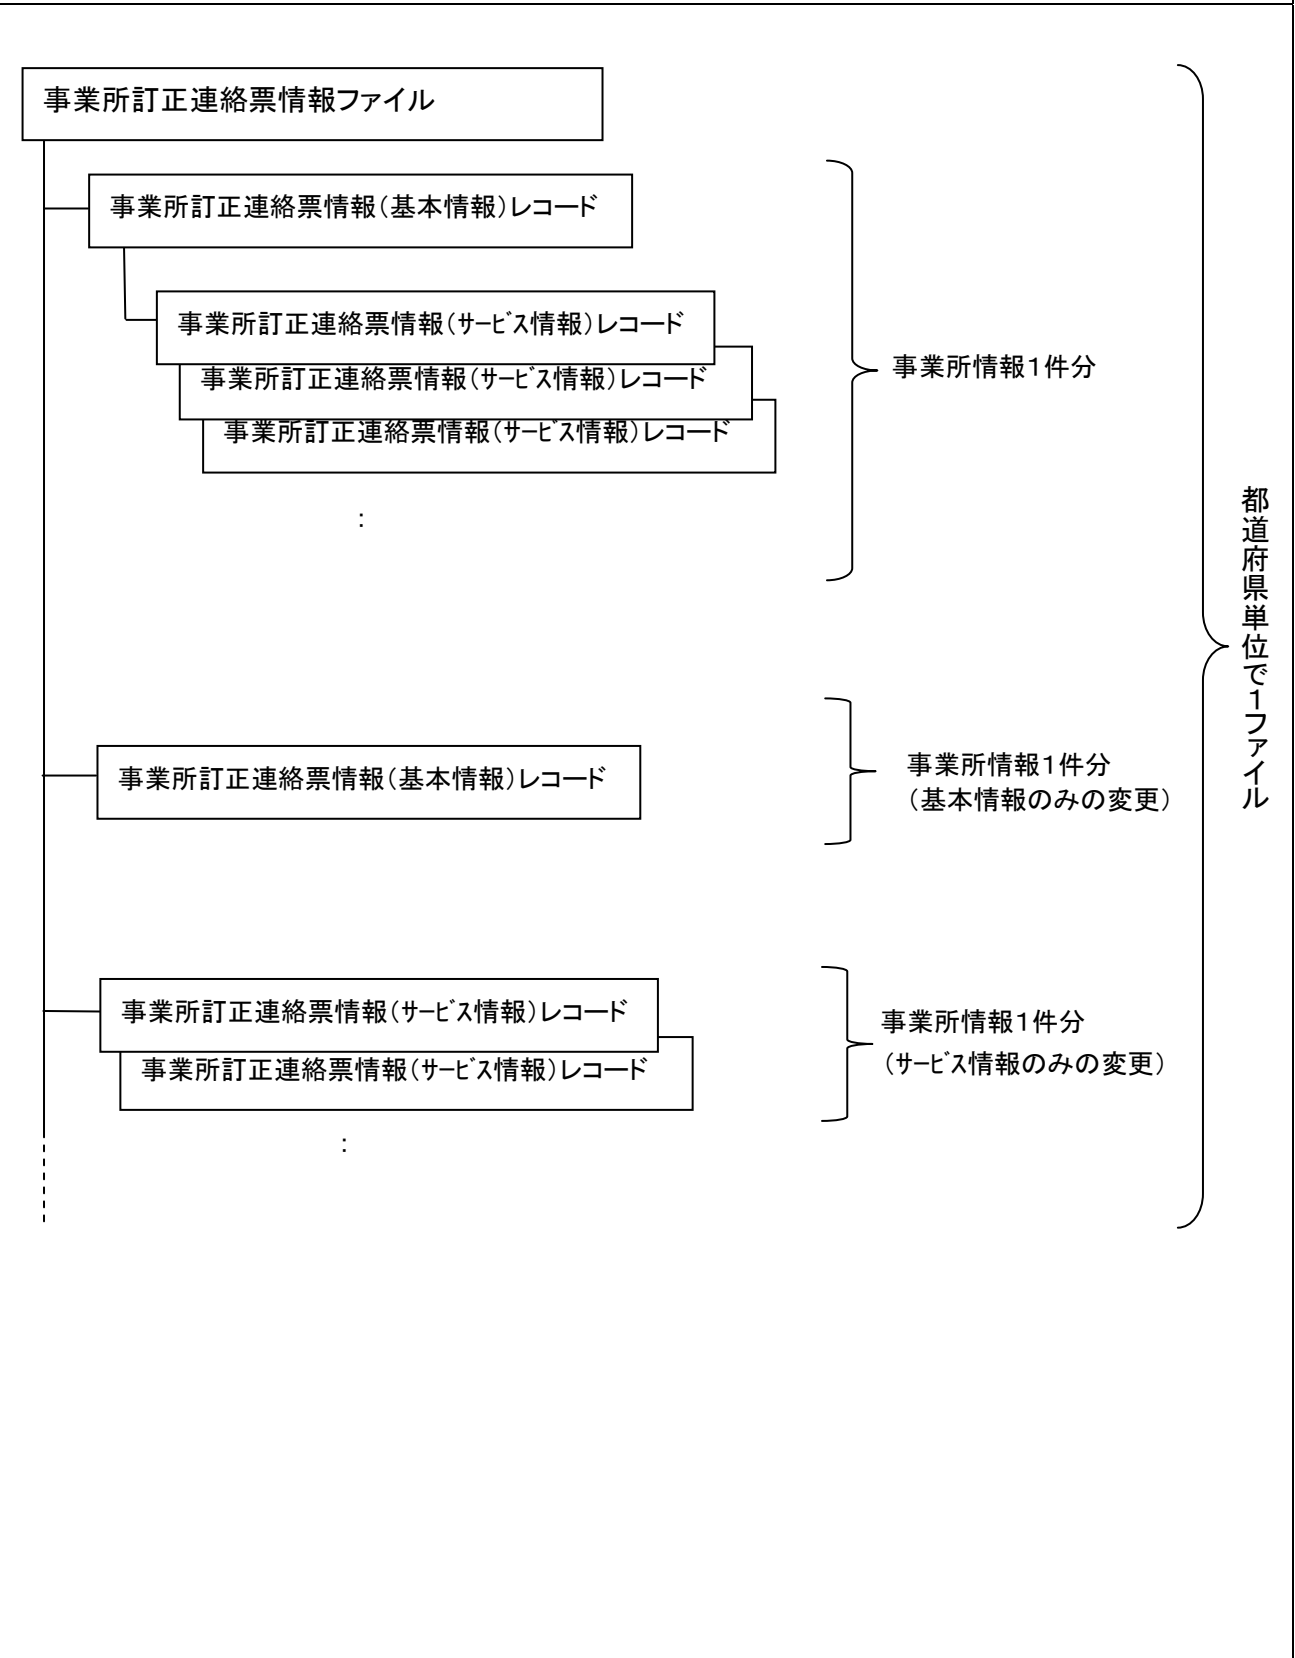 事業所訂正連絡票情報ファイル
事業所訂正連絡票情報（基本情報）レコード
事業所訂正連絡票情報（ｻｰﾋﾞｽ情報）レコード
事業所訂正連絡票情報（ｻｰﾋﾞｽ情報）レコード
事業所訂正連絡票情報（ｻｰﾋﾞｽ情報）レコード
：
事業所情報１件分
事業所訂正連絡票情報（基本情報）レコード
事業所情報１件分
（基本情報のみの変更）
事業所訂正連絡票情報（ｻｰﾋﾞｽ情報）レコード
事業所訂正連絡票情報（ｻｰﾋﾞｽ情報）レコード
：
事業所情報１件分
（ｻｰﾋﾞｽ情報のみの変更）
都道府県単位で１ファイル